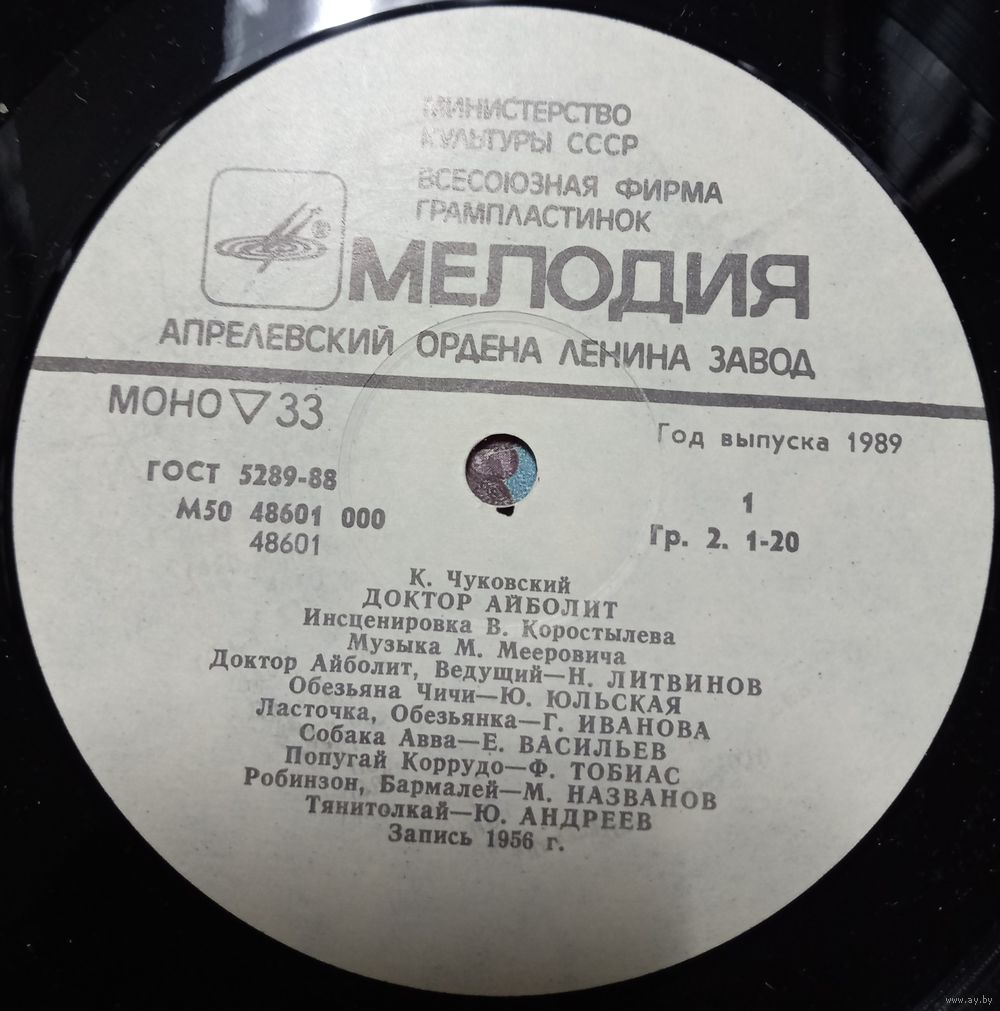 МИНИСТЕРСТВО
КУЛЬТУРЫ СССР
ВСЕСОЮЗНАЯ ФИРМА
ГРАМПЛАСТИНОК
®
МЕЛОДИЯ
АПРЕЛЕВСКИЙ ОРДЕНА ЛЕНИНА ЗАВОД
МОНО ▽ 33
Год выпуска 1989
ГОСТ 5289-88
М50 48601 000
48601
1
Гр. 2. 1-20
К. Чуковский
ДОКТОР АЙБОЛИТ
Инсценировка В. Коростылева
Музыка М. Мееровича
Доктор Айболит, Ведущий—Н. ЛИТВИНОВ
Обезьяна Чичи—Ю. ЮЛЬСКАЯ
Ласточка, Обезьянка—Г. ИВАНОВА
Собака Авва—Е. ВАСИЛЬЕВ
Попугай Коррудо—Ф. ТОБИАС
Робинзон, Бармалей—М. НАЗВАНОВ
Тянитолкай—Ю. АНДРЕЕВ
Запись 1956 г.
www.ay.by